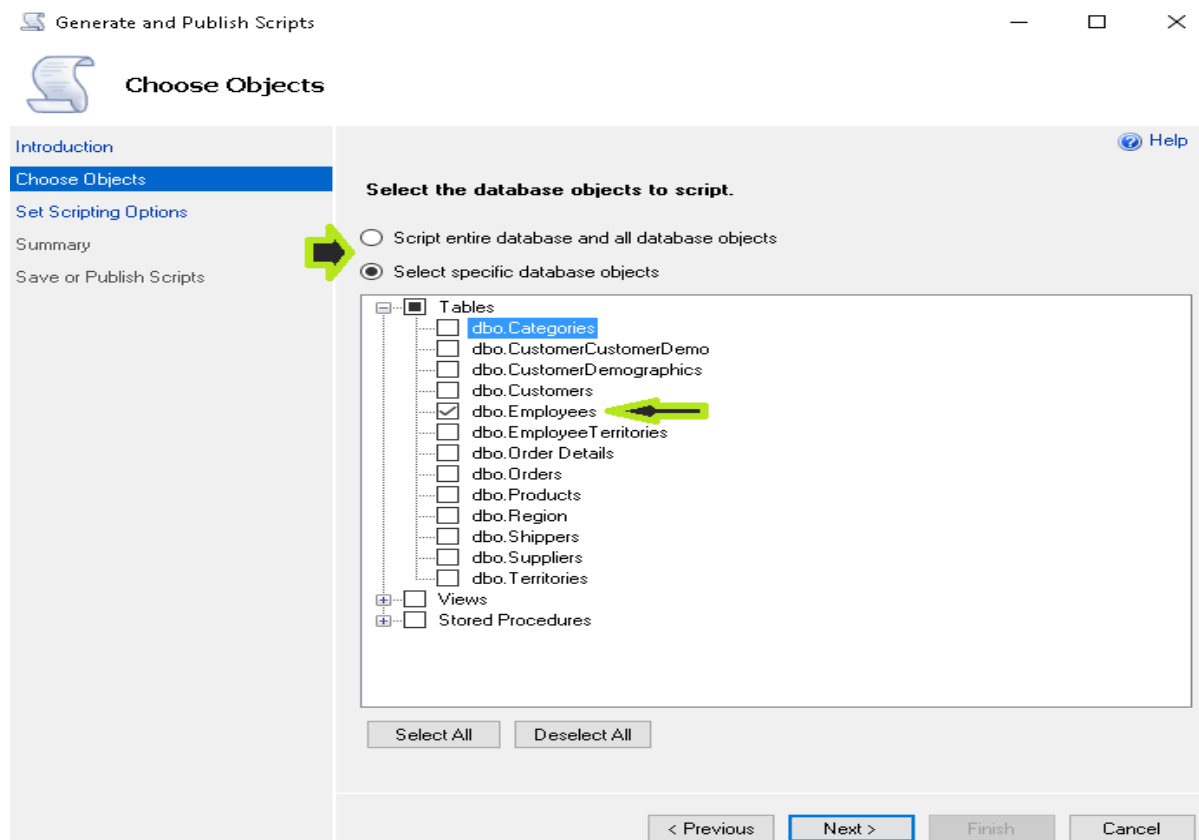 Generate and Publish Scripts
Choose Objects
Introduction
Choose Objects
Set Scripting Options
Summary
Save or Publish Scripts
Help
Select the database objects to script.
Script entire database and all database objects
Select specific database objects
Tables
dbo.Categories
dbo.CustomerCustomerDemo
dbo.CustomerDemographics
dbo.Customers
dbo.Employees
dbo.EmployeeTerritories
dbo.Order Details
dbo.Orders
dbo.Products
dbo.Region
dbo.Shippers
dbo.Suppliers
dbo.Territories
Views
Stored Procedures
Select All Deselect All
< Previous Next > Finish Cancel